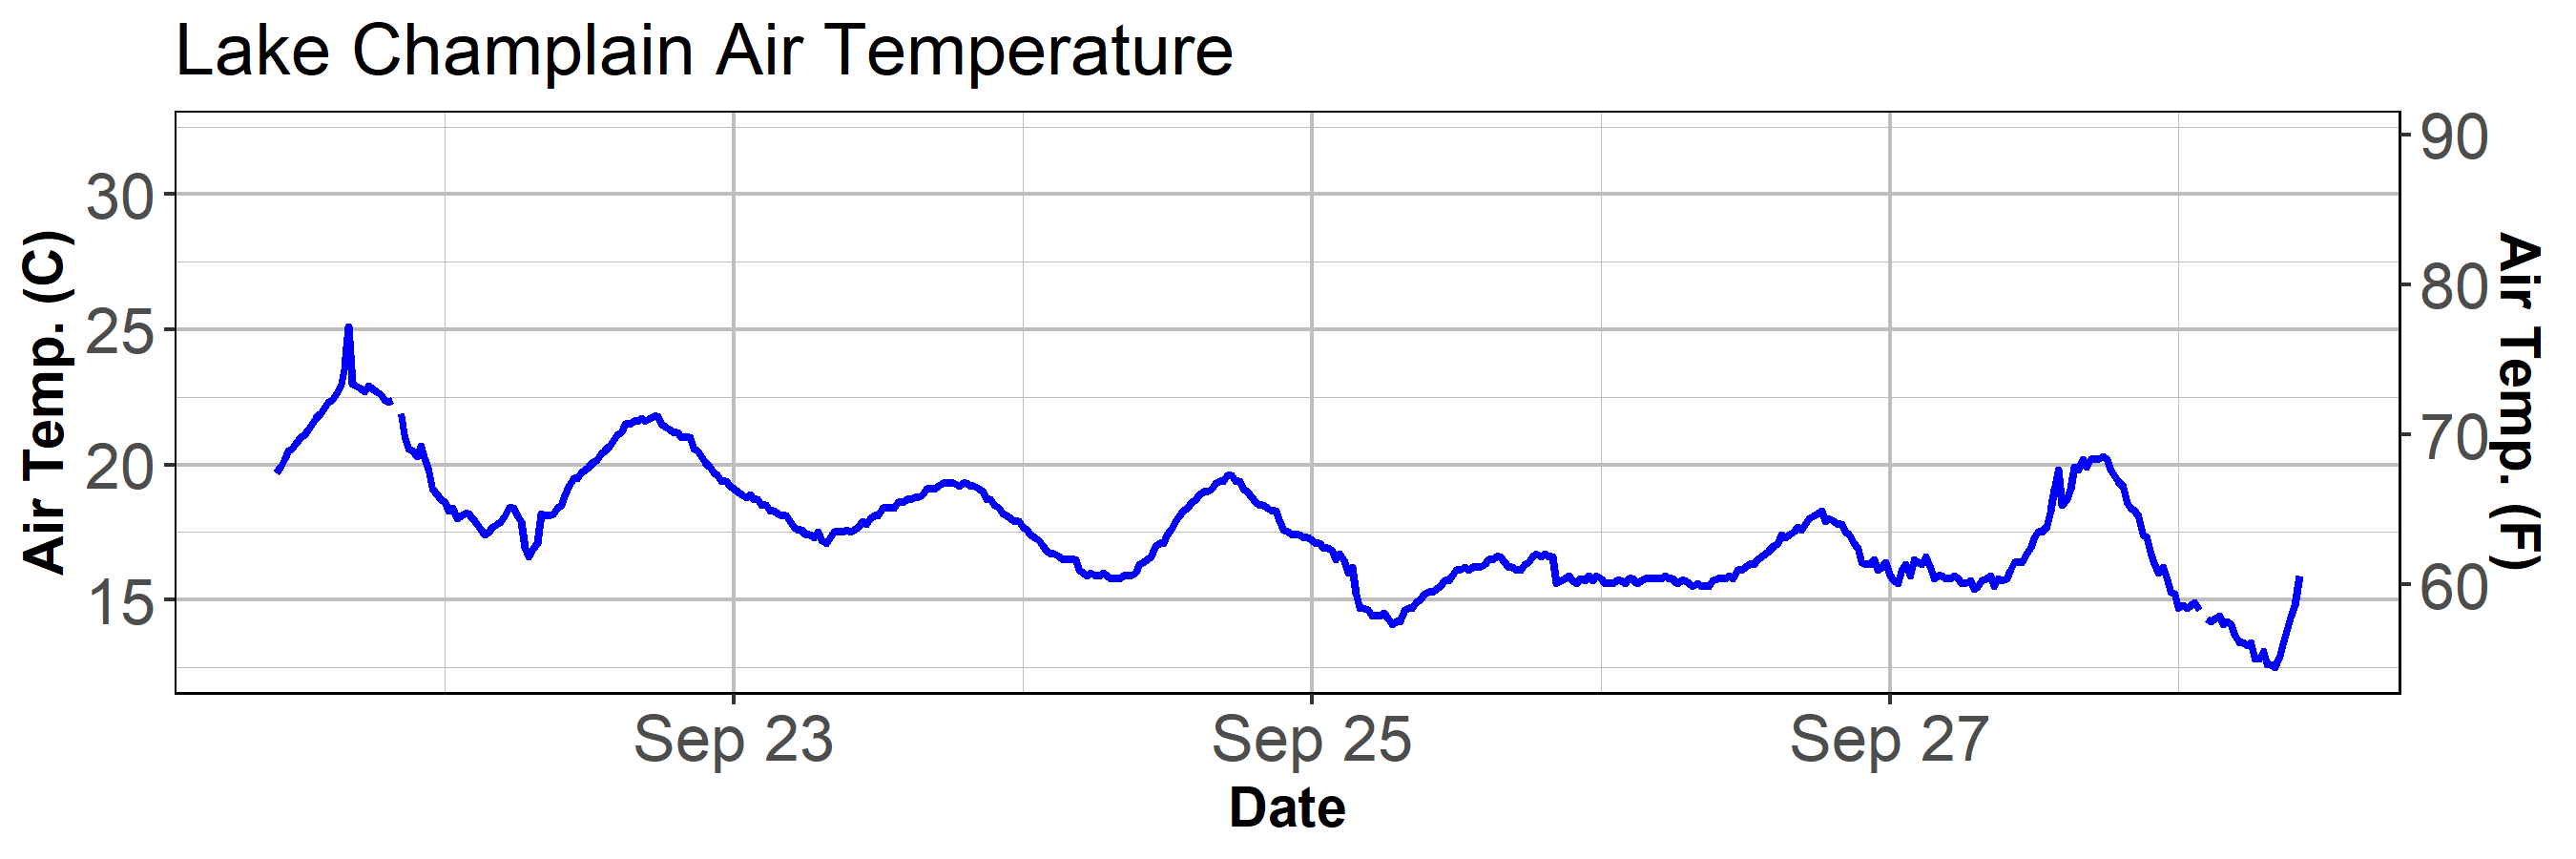 Lake Champlain Air Temperature
Air Temp. (C)
30
25
20
15
90
80
70
60
Air Temp. (F)
Sep 23
Sep 25
Sep 27
Date